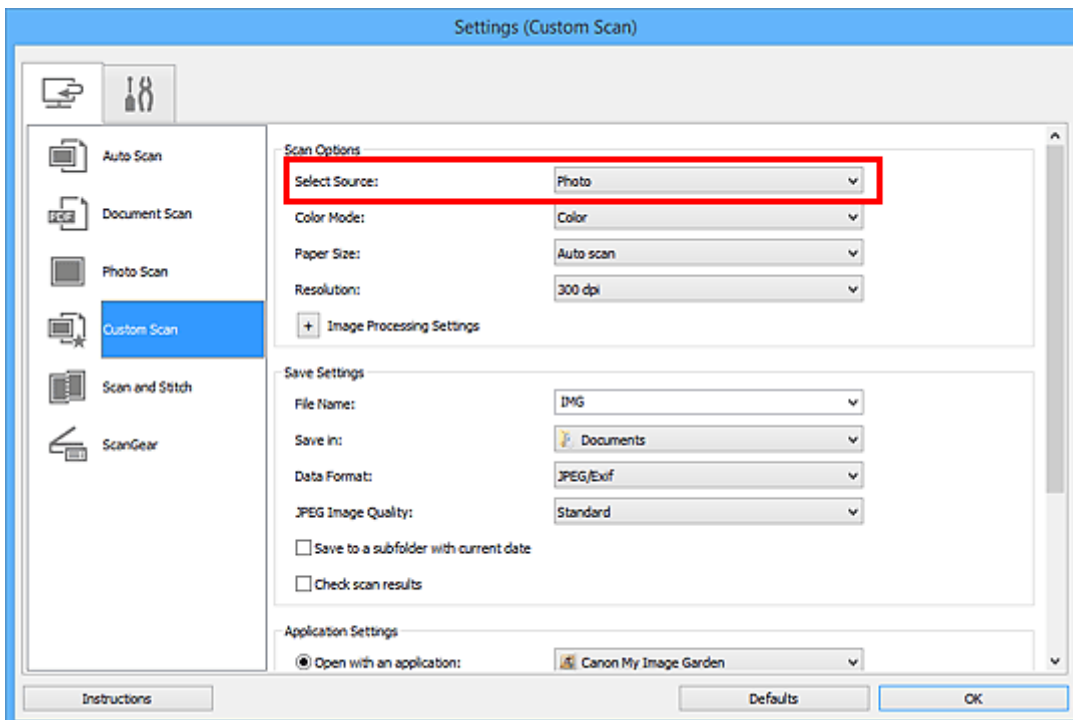 Settings (Custom Scan)
Auto Scan
Document Scan
Photo Scan
Custom Scan
Scan and Stitch
ScanGear
Scan Options
Select Source: Photo
Color Mode: Color
Paper Size: Auto scan
Resolution: 300 dpi
+ Image Processing Settings
Save Settings
File Name: IMG
Save in: Documents
Data Format: JPEG/Exif
JPEG Image Quality: Standard
Save to a subfolder with current date
Check scan results
Application Settings
Open with an application: Canon My Image Garden
Instructions Defaults OK